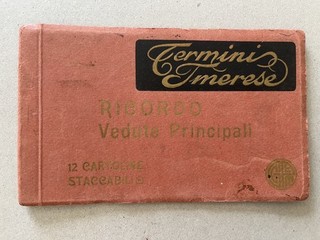 Termini
Imerese
RICORDO
Vedute Principali
12 CARTOLINE
STACCABILI